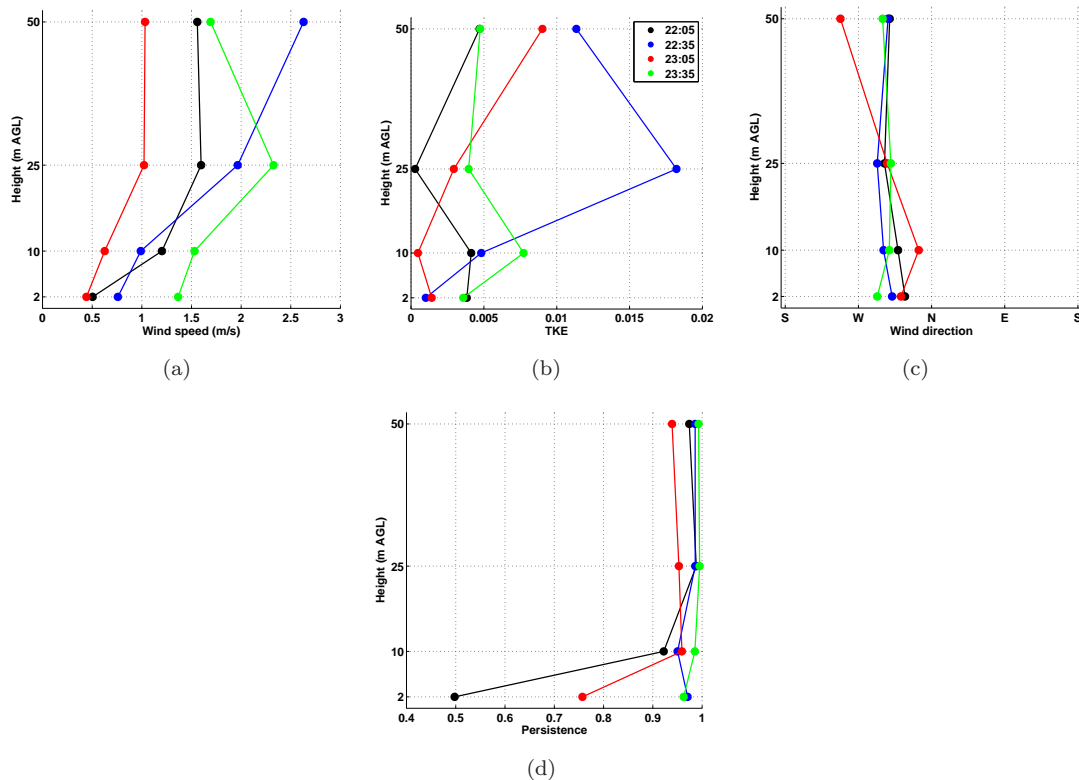 50
25
10
2
Height (m AGL)
0
0.5
1
1.5
2
2.5
3
Wind speed (m/s)
(a)
50
25
10
2
Height (m AGL)
22:05
22:35
23:05
23:35
0
0.005
0.01
0.015
0.02
TKE
(b)
50
25
10
2
Height (m AGL)
S
W
N
E
S
Wind direction
(c)
50
25
10
2
Height (m AGL)
0.4
0.5
0.6
0.7
0.8
0.9
1
Persistence
(d)